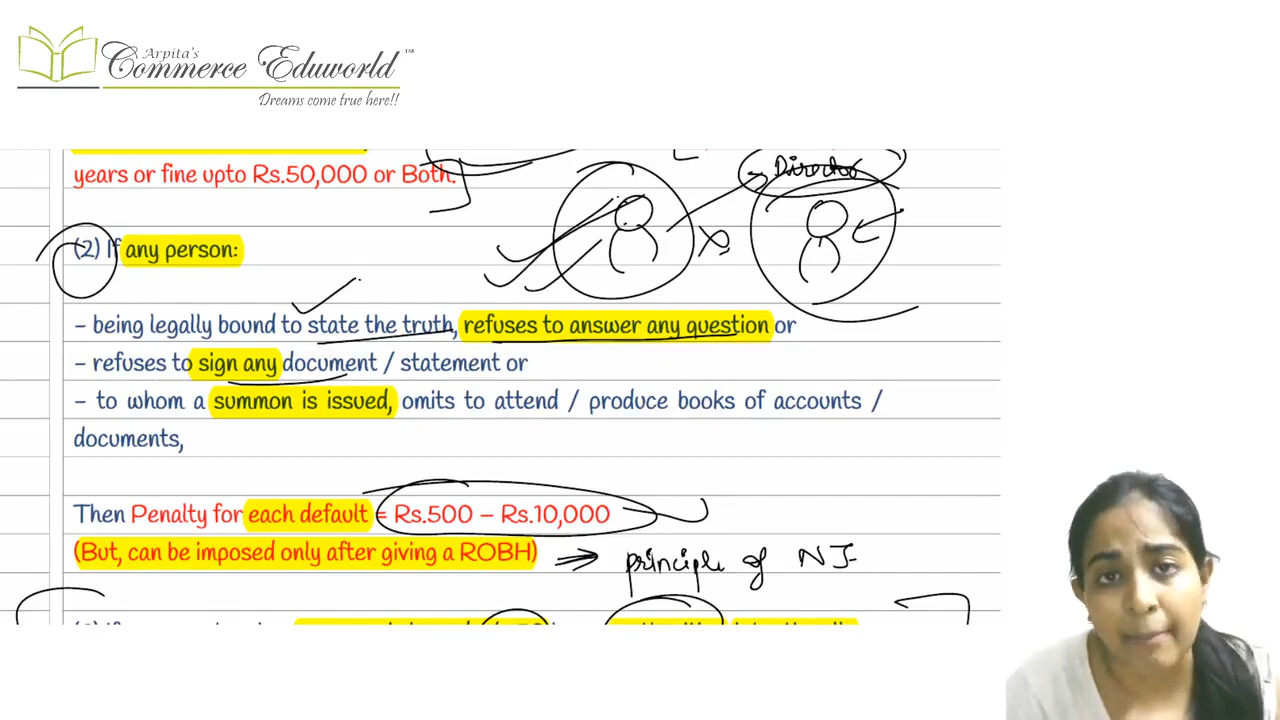 Arpita's
Commerce Eduworld™
Dreams come true here!!
years or fine upto Rs.50,000 or Both.
Director
(2) If any person:
- being legally bound to state the truth, refuses to answer any question or
- refuses to sign any document / statement or
- to whom a summon is issued, omits to attend / produce books of accounts /
documents,
Then Penalty for each default = Rs.500 – Rs.10,000
(But, can be imposed only after giving a ROBH) ⇒ principle of NJ